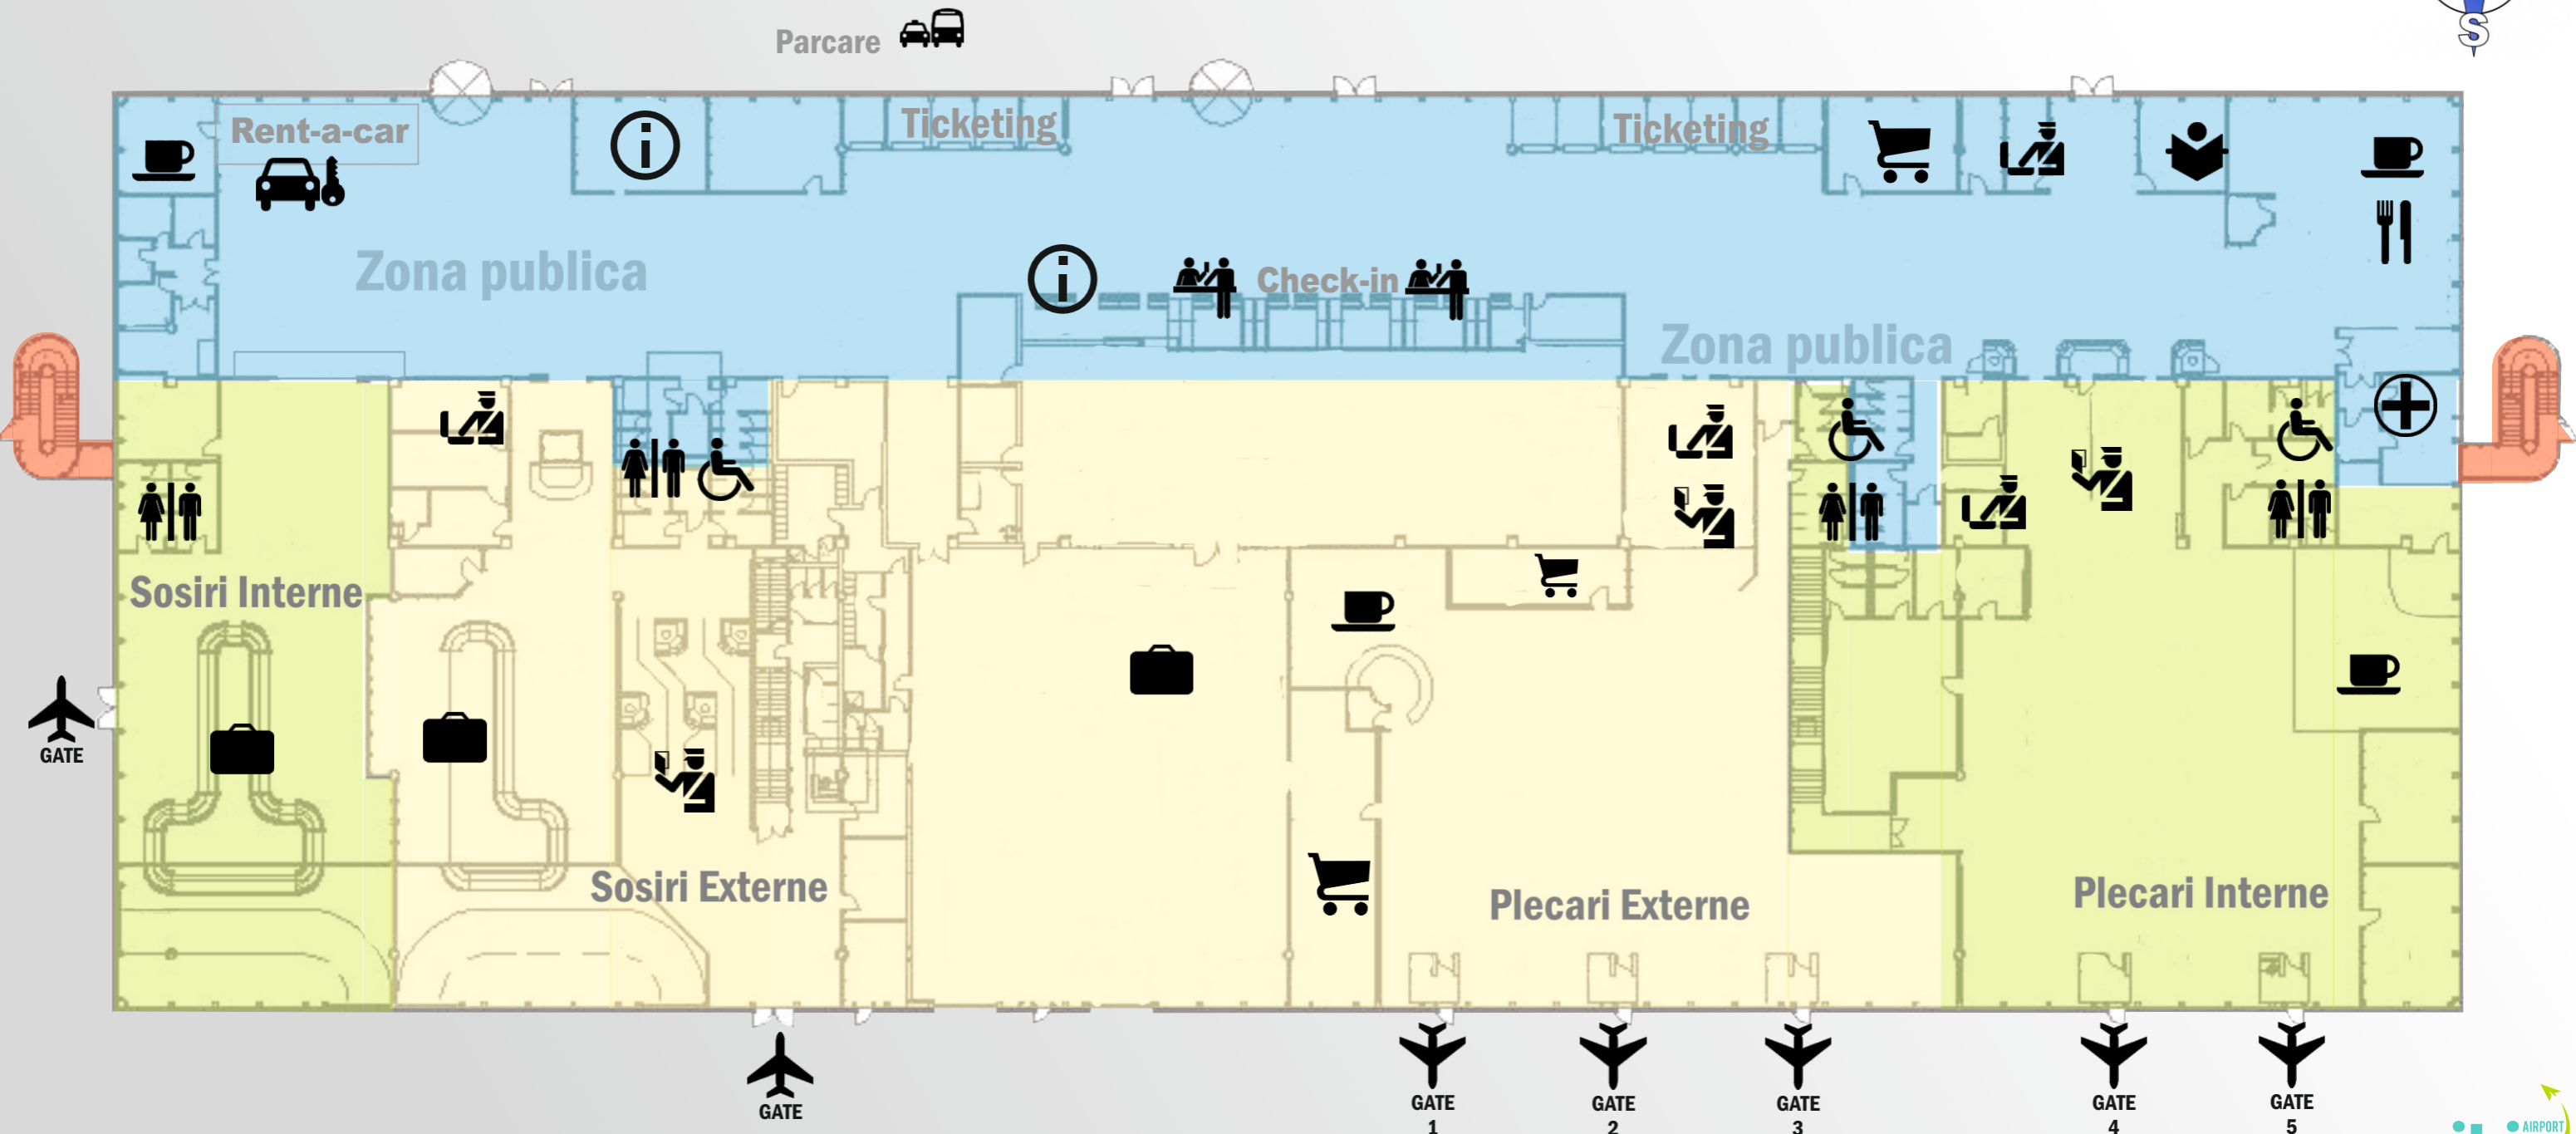 S
Parcare
Rent-a-car
Ticketing
Ticketing
Zona publica
Check-in
Zona publica
Sosiri Interne
GATE
Sosiri Externe
Plecari Externe
Plecari Interne
GATE
GATE
1
GATE
2
GATE
3
GATE
4
GATE
5
AIRPORT